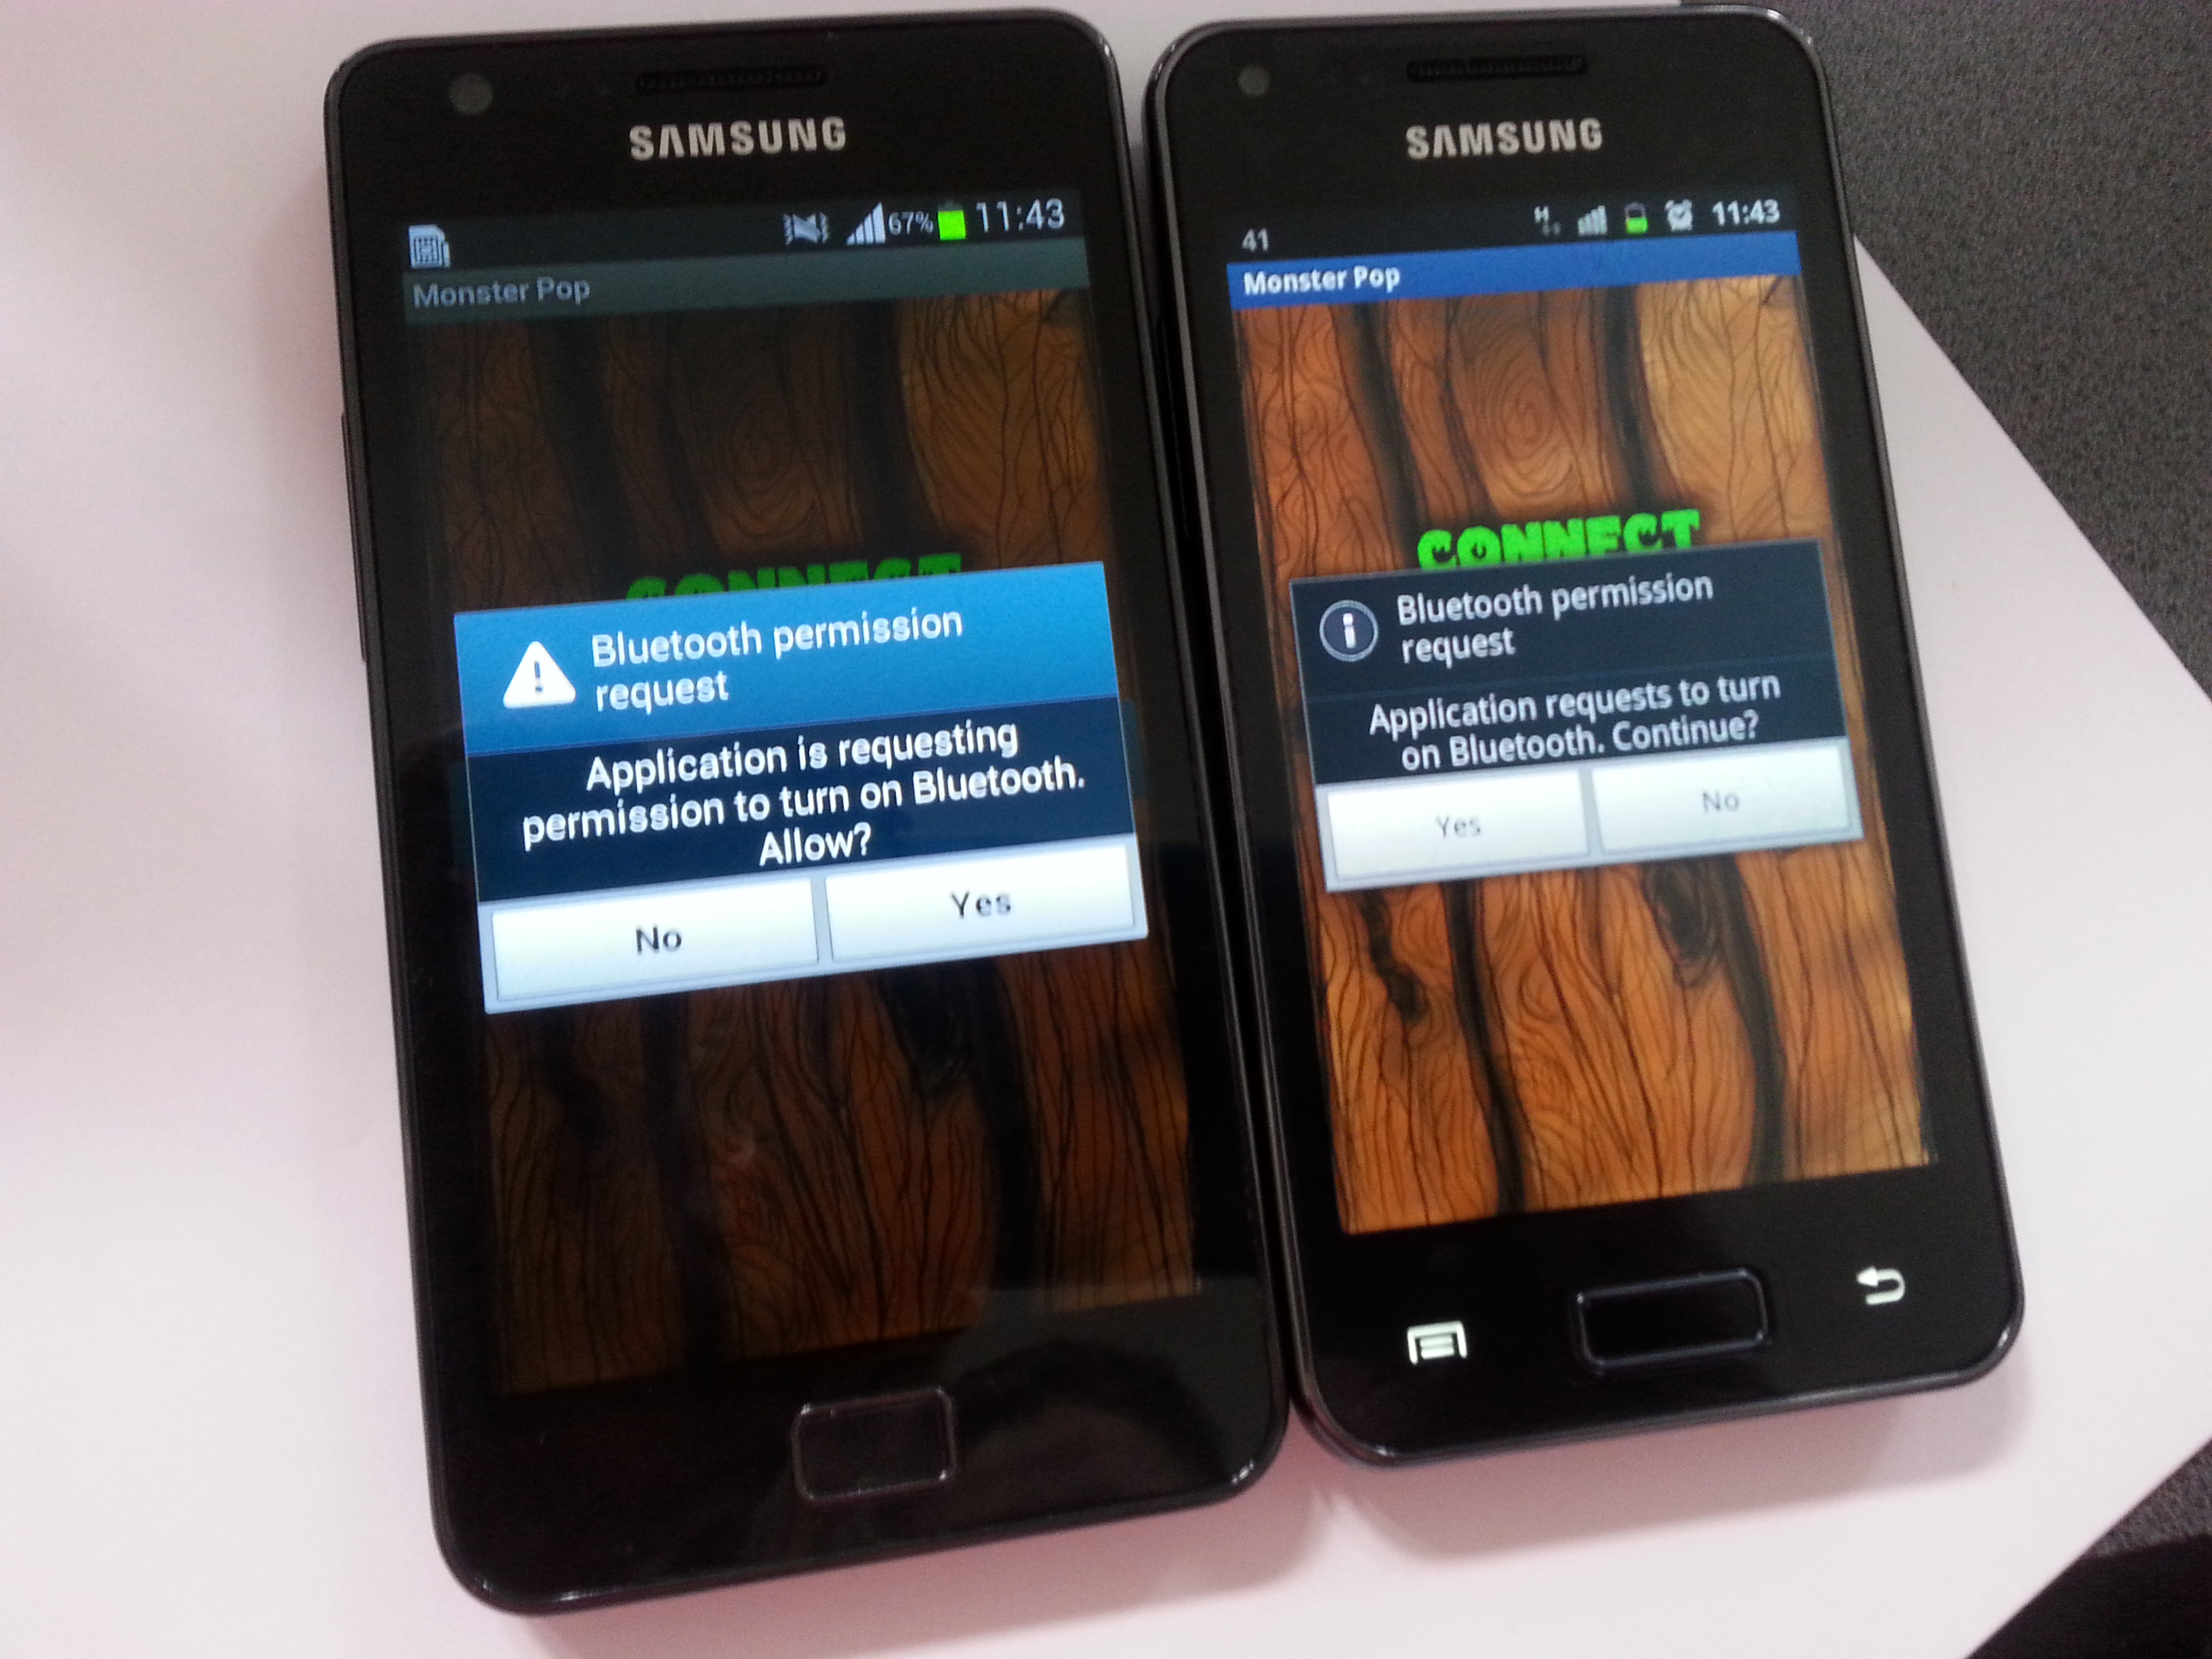 SAMSUNG
67% 11:43
Monster Pop
CONNECT
Bluetooth permission
request
Application is requesting
permission to turn on Bluetooth.
Allow?
No Yes
SAMSUNG
41 H 11:43
Monster Pop
CONNECT
Bluetooth permission
request
Application requests to turn
on Bluetooth. Continue?
Yes No